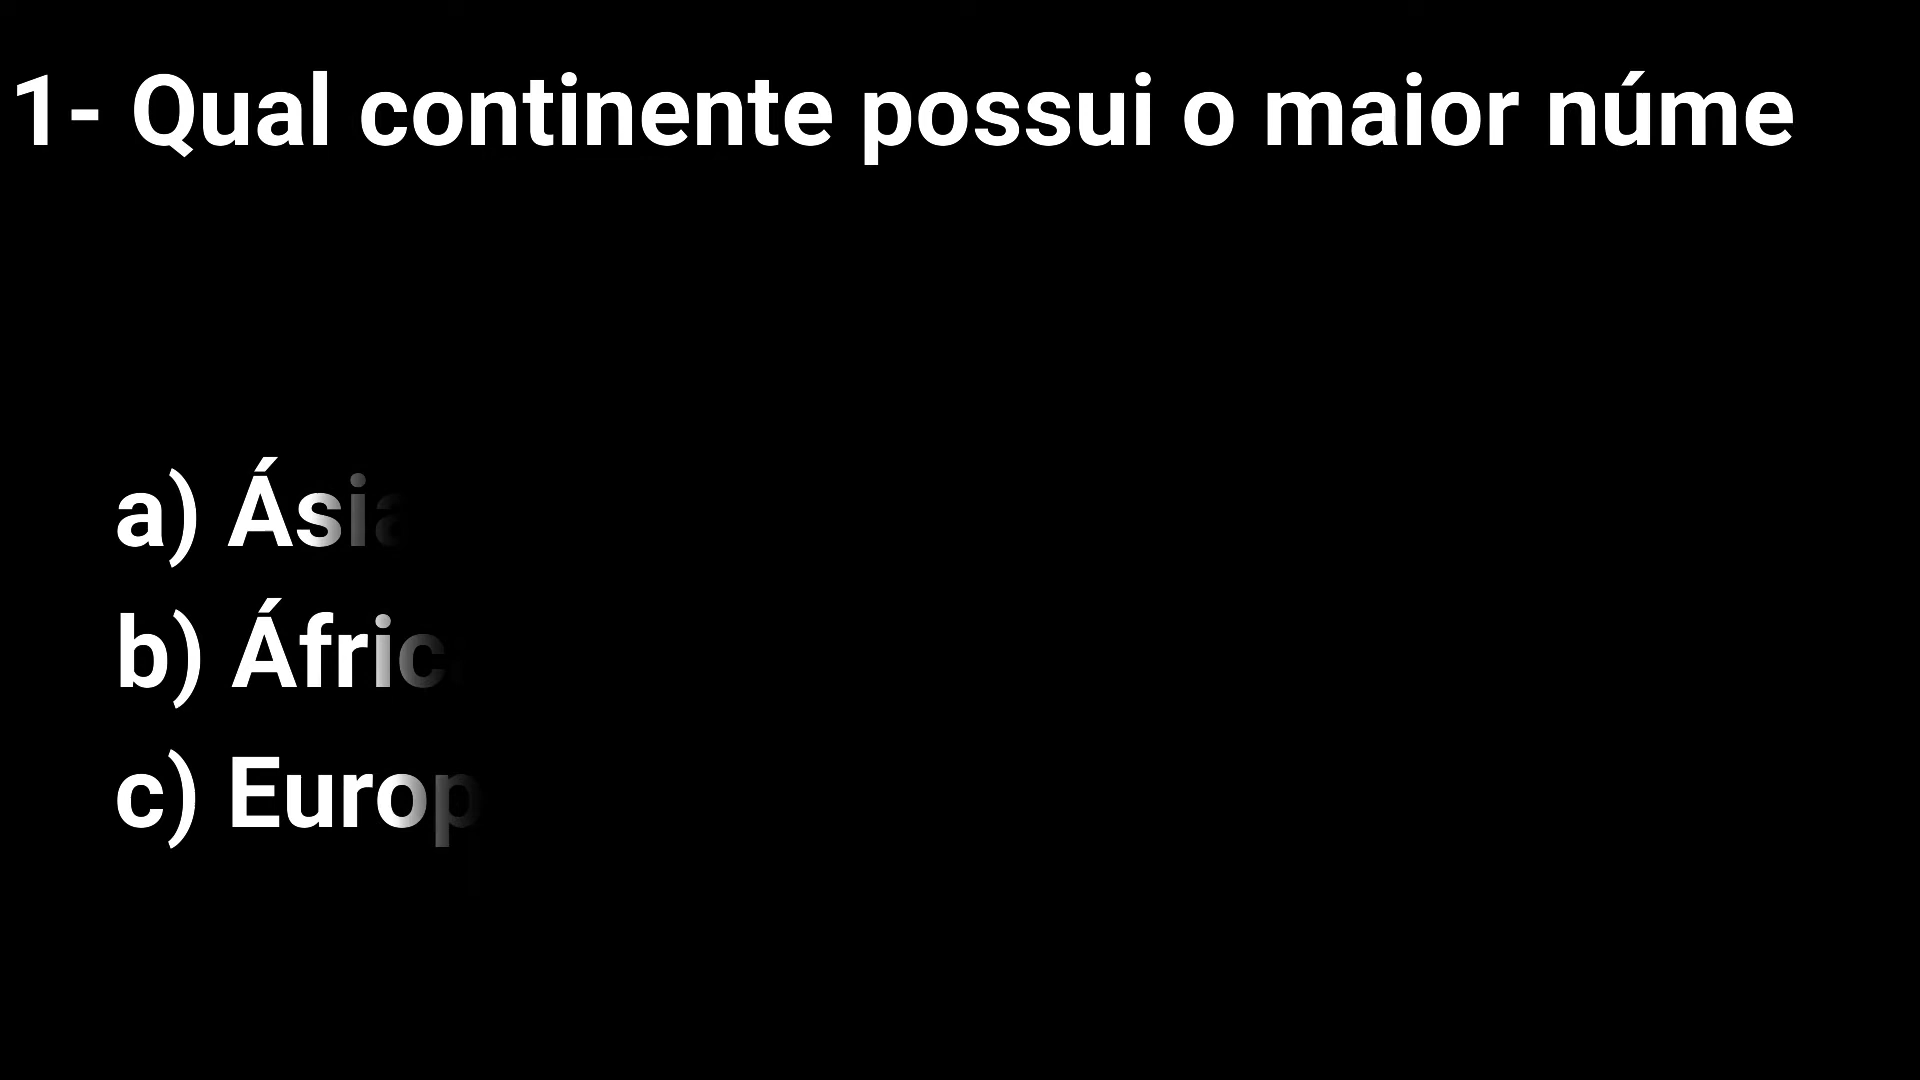 1- Qual continente possui o maior núme
a) Ásia
b) Áfric
c) Europ